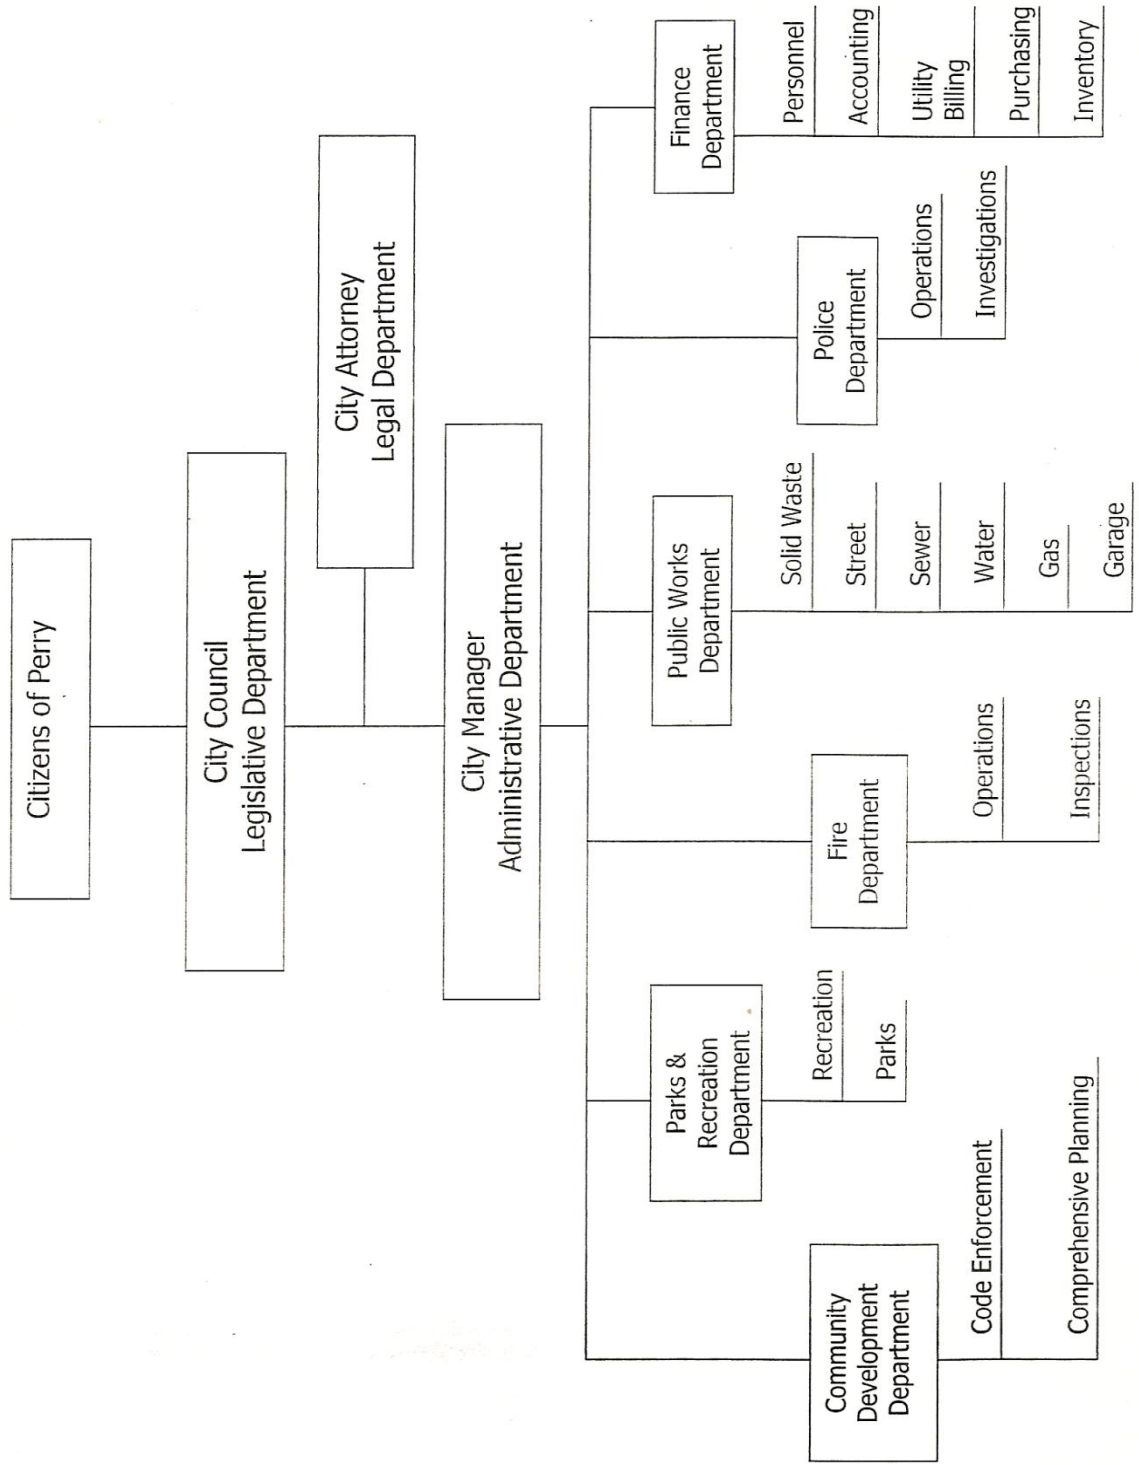 Citizens of Perry
City Council
Legislative Department
City Attorney
Legal Department
City Manager
Administrative Department
Community
Development
Department
Code Enforcement
Comprehensive Planning
Parks &
Recreation
Department
Recreation
Parks
Fire
Department
Operations
Inspections
Public Works
Department
Solid Waste
Street
Sewer
Water
Gas
Garage
Police
Department
Operations
Investigations
Finance
Department
Personnel
Accounting
Utility
Billing
Purchasing
Inventory